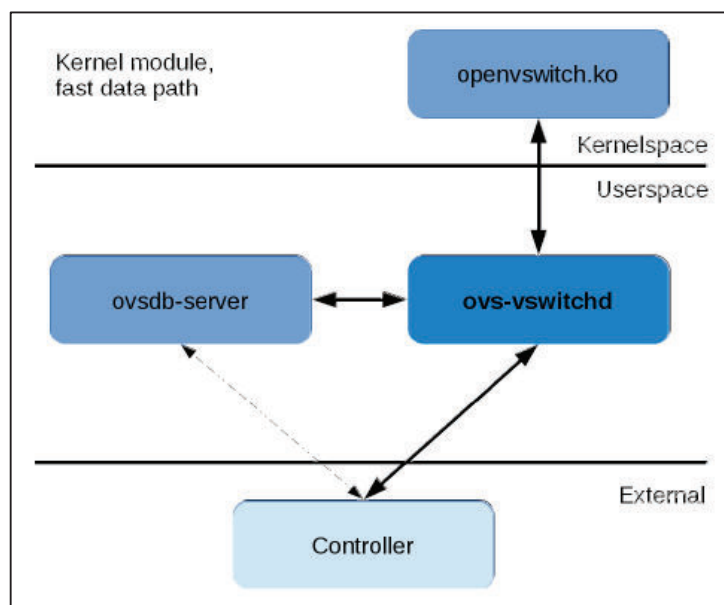 Kernel module,
fast data path
openvswitch.ko
Kernelspace
Userspace
ovsdb-server
ovs-vswitchd
External
Controller